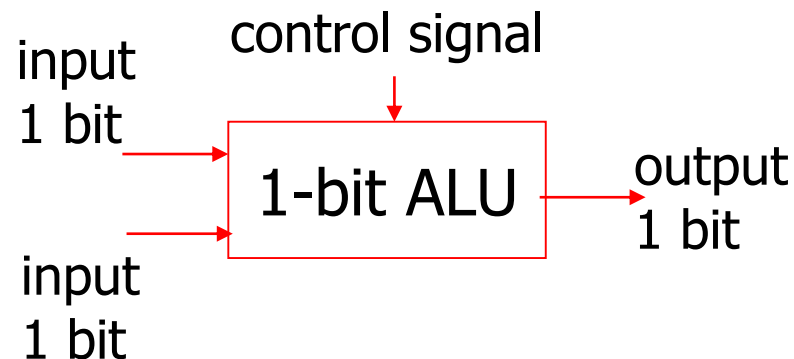 control signal
input
1 bit
1-bit ALU
output
1 bit
input
1 bit